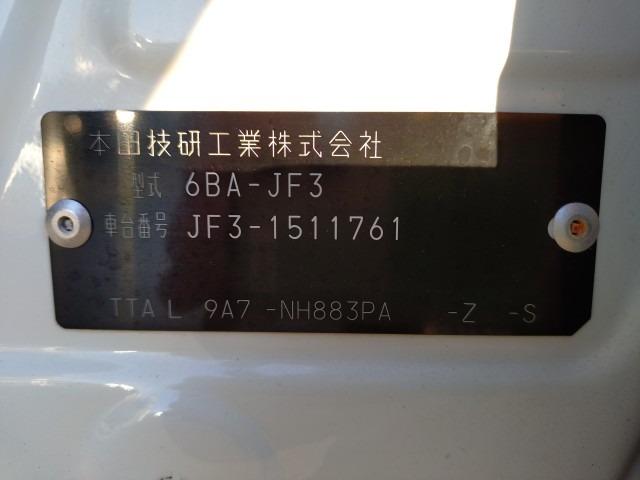 本田技研工業株式会社
型式 6BA-JF3
車台番号 JF3-1511761
TTA L 9A7 -NH883PA -Z -S